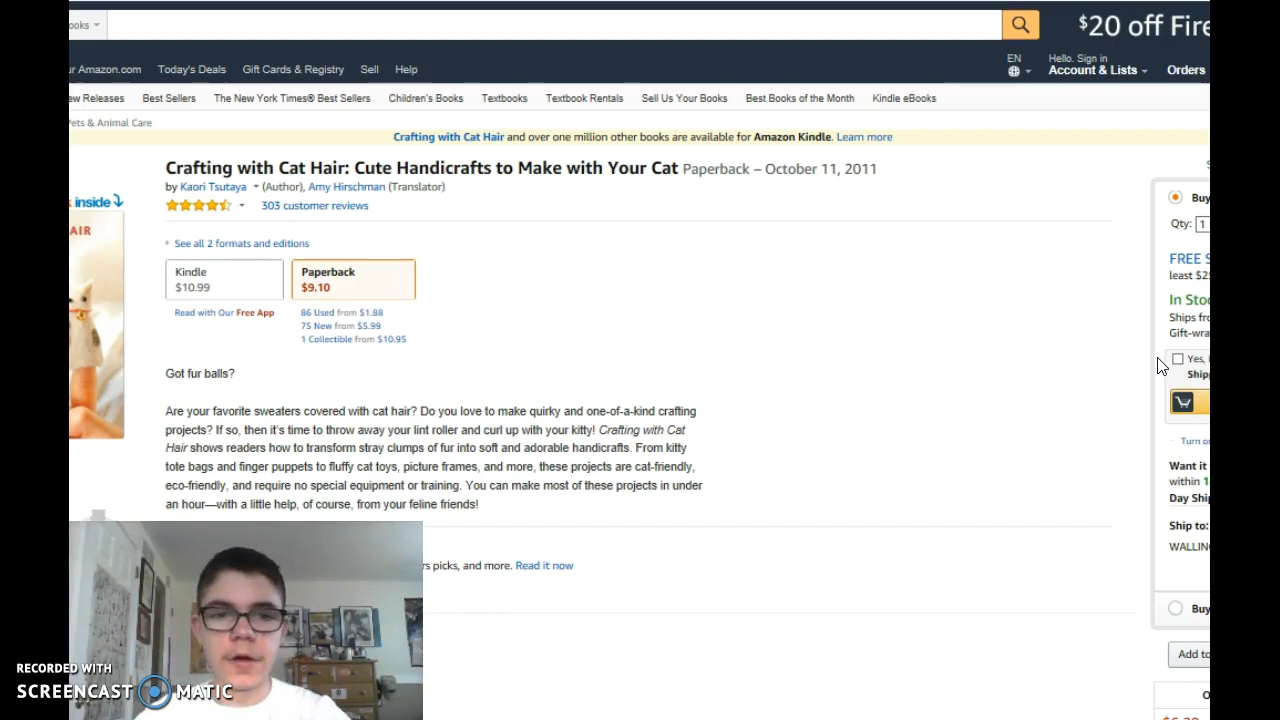 ooks
$20 off Fire
EN
Hello. Sign in
ur Amazon.com Today's Deals Gift Cards & Registry Sell Help
Account & Lists Orders
ew Releases Best Sellers The New York Times® Best Sellers Children's Books Textbooks Textbook Rentals Sell Us Your Books Best Books of the Month Kindle eBooks
Pets & Animal Care
Crafting with Cat Hair and over one million other books are available for Amazon Kindle. Learn more
Crafting with Cat Hair: Cute Handicrafts to Make with Your Cat Paperback – October 11, 2011
by Kaori Tsutaya (Author), Amy Hirschman (Translator)
inside
303 customer reviews
AIR
See all 2 formats and editions
Kindle
$10.99
Paperback
$9.10
Read with Our Free App
86 Used from $1.88
75 New from $5.99
1 Collectible from $10.95
Got fur balls?
Are your favorite sweaters covered with cat hair? Do you love to make quirky and one-of-a-kind crafting
projects? If so, then it's time to throw away your lint roller and curl up with your kitty! Crafting with Cat
Hair shows readers how to transform stray clumps of fur into soft and adorable handicrafts. From kitty
tote bags and finger puppets to fluffy cat toys, picture frames, and more, these projects are cat-friendly,
eco-friendly, and require no special equipment or training. You can make most of these projects in under
an hour—with a little help, of course, from your feline friends!
rs picks, and more. Read it now
Buy
Qty: 1
FREE S
least $2
In Stoc
Ships fro
Gift-wra
Yes, I
Shipp
Turn on
Want it
within 1
Day Ship
Ship to:
WALLIN
Buy
Add to
O
RECORDED WITH
SCREENCAST MATIC